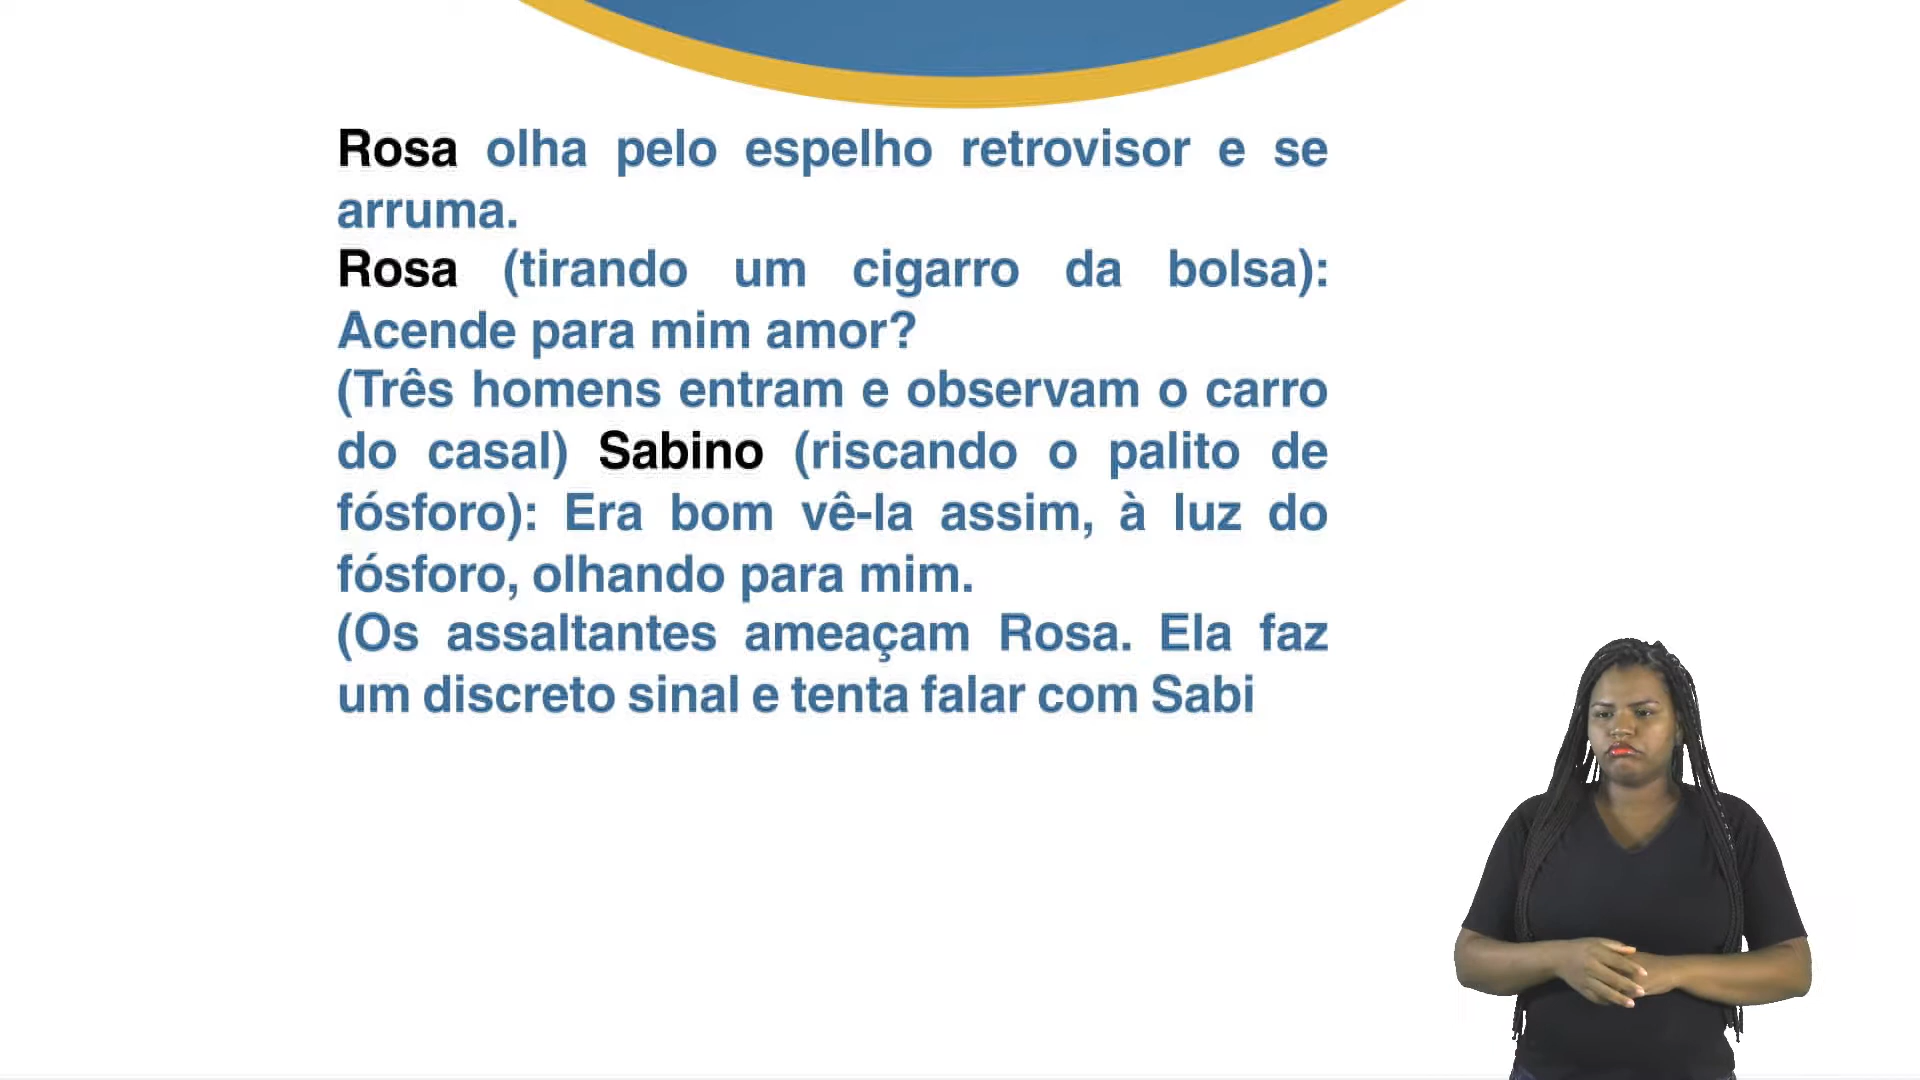 Rosa olha pelo espelho retrovisor e se
arruma.
Rosa (tirando um cigarro da bolsa):
Acende para mim amor?
(Três homens entram e observam o carro
do casal) Sabino (riscando o palito de
fósforo): Era bom vê-la assim, à luz do
fósforo, olhando para mim.
(Os assaltantes ameaçam Rosa. Ela faz
um discreto sinal e tenta falar com Sabi